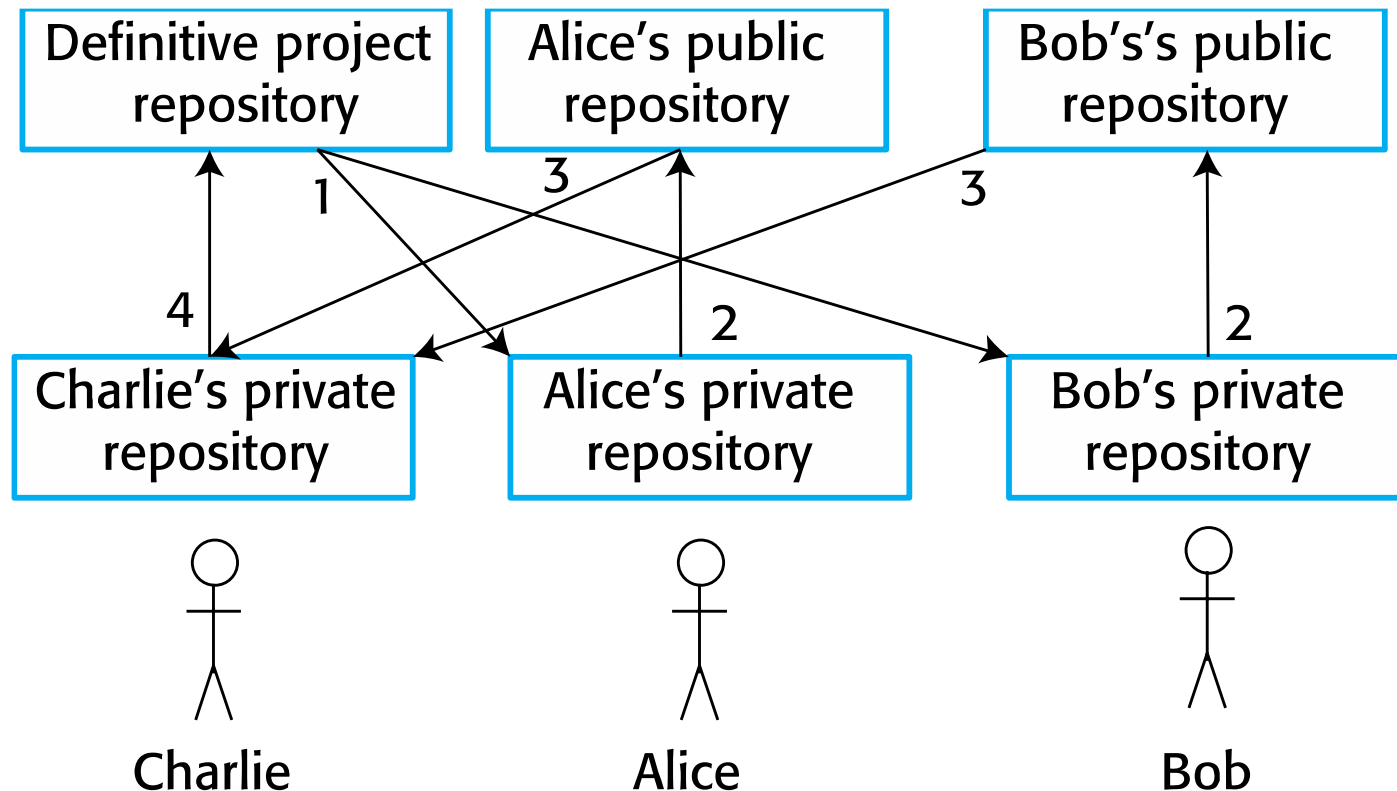 Definitive project
repository
Alice’s public
repository
Bob's’s public
repository
1
3
3
4
2
2
Charlie’s private
repository
Alice’s private
repository
Bob’s private
repository
Charlie
Alice
Bob